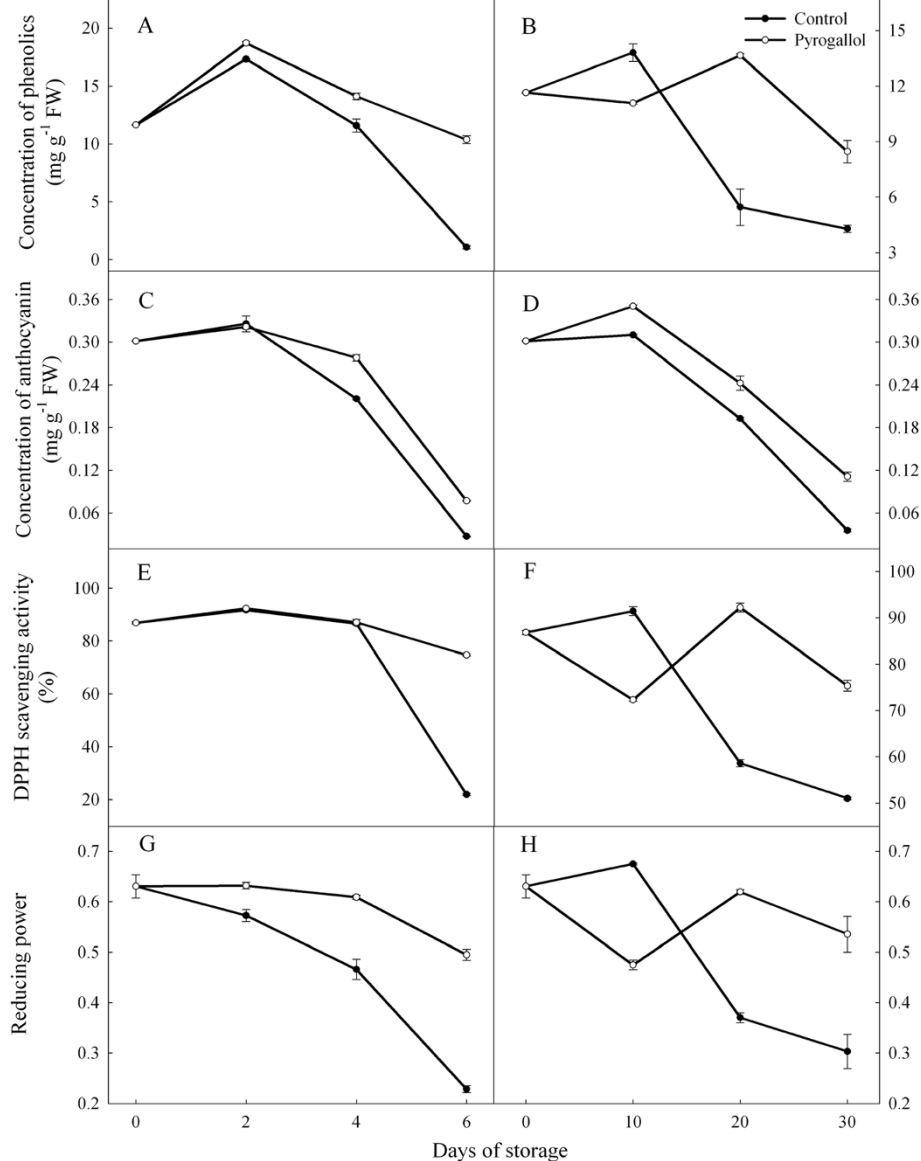 A
B
Control
Pyrogallol
20
15
10
5
0
15
12
9
6
3
Concentration of phenolics
(mg g⁻¹ FW)
C
D
0.36
0.30
0.24
0.18
0.12
0.06
0.36
0.30
0.24
0.18
0.12
0.06
Concentration of anthocyanin
(mg g⁻¹ FW)
E
F
100
80
60
40
20
100
90
80
70
60
50
DPPH scavenging activity
(%)
G
H
0.7
0.6
0.5
0.4
0.3
0.2
0.7
0.6
0.5
0.4
0.3
0.2
Reducing power
0 2 4 6 0 10 20 30
Days of storage